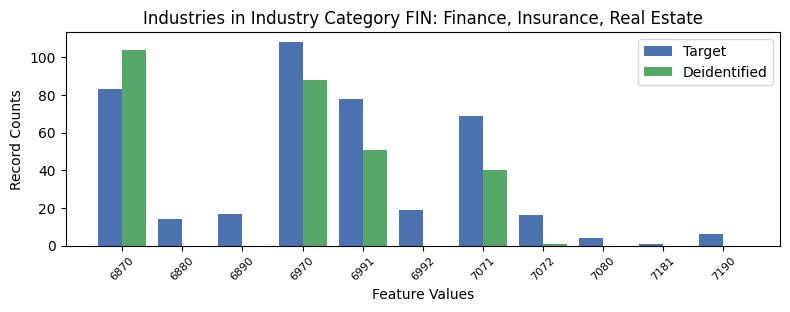 Industries in Industry Category FIN: Finance, Insurance, Real Estate
Target
Deidentified
Record Counts
100
80
60
40
20
0
6870 6880 6890 6970 6991 6992 7071 7072 7080 7181 7190
Feature Values